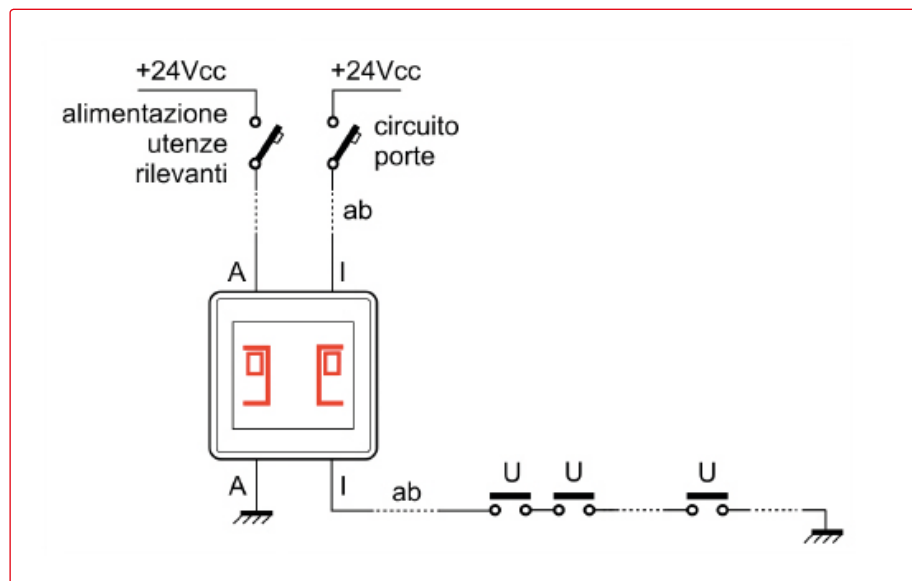 +24Vcc
+24Vcc
alimentazione
utenze
rilevanti
circuito
porte
ab
A
I
A
I
ab
U
U
U